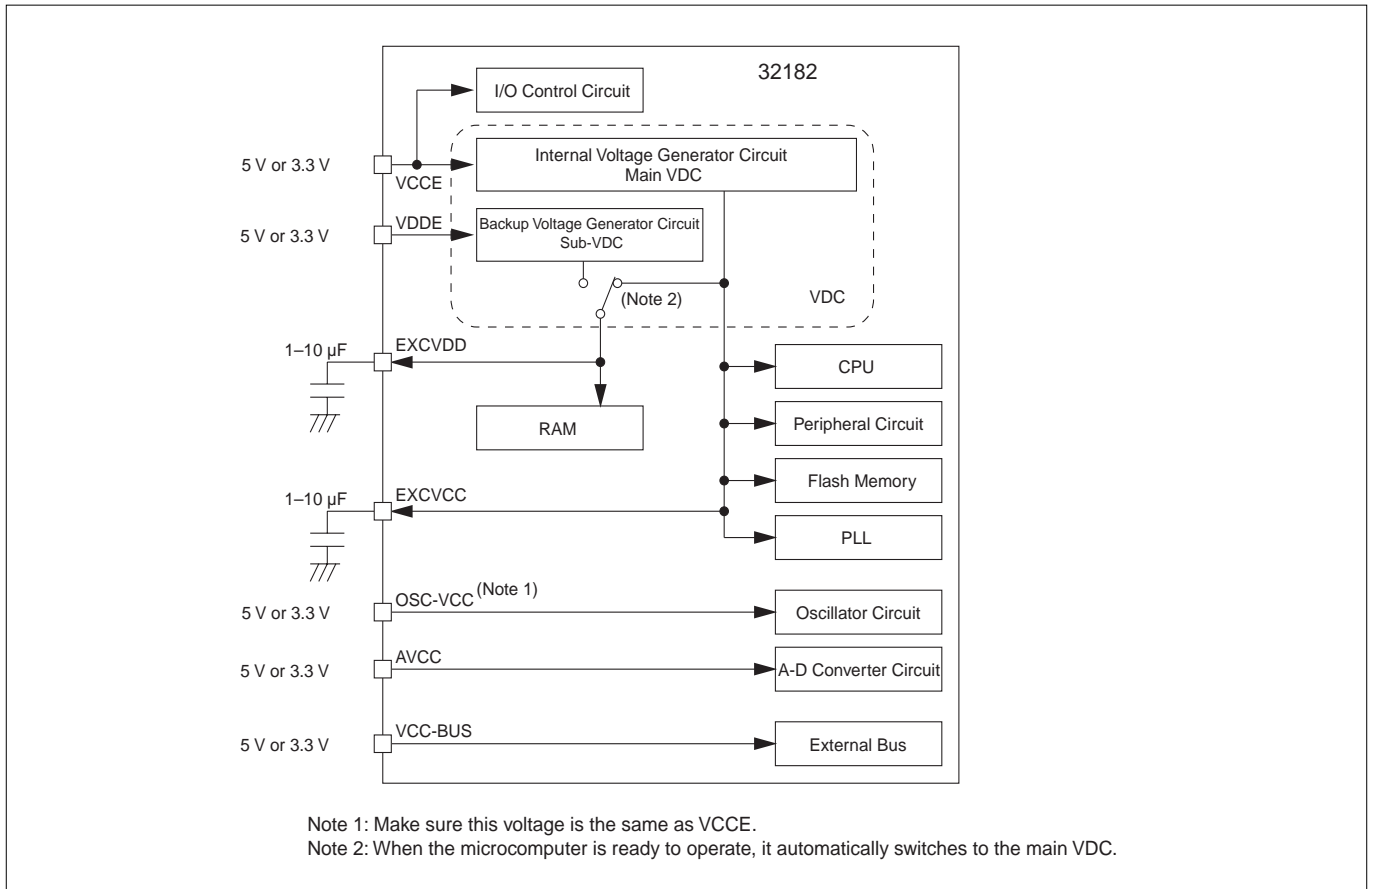 32182
I/O Control Circuit
5 V or 3.3 V
VCCE
Internal Voltage Generator Circuit
Main VDC
5 V or 3.3 V
VDDE
Backup Voltage Generator Circuit
Sub-VDC
(Note 2)
VDC
1–10 µF
EXCVDD
CPU
RAM
Peripheral Circuit
Flash Memory
1–10 µF
EXCVCC
PLL
5 V or 3.3 V
OSC-VCC (Note 1)
Oscillator Circuit
5 V or 3.3 V
AVCC
A-D Converter Circuit
5 V or 3.3 V
VCC-BUS
External Bus
Note 1: Make sure this voltage is the same as VCCE.
Note 2: When the microcomputer is ready to operate, it automatically switches to the main VDC.